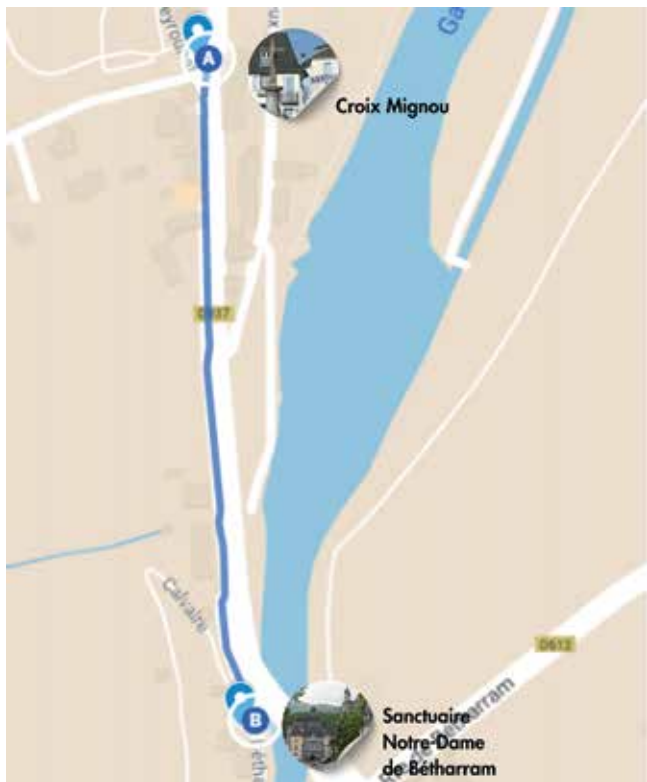 A
Croix Mignou
D937
Calvaire
D612
B
Sanctuaire
Notre-Dame
de Bétharram